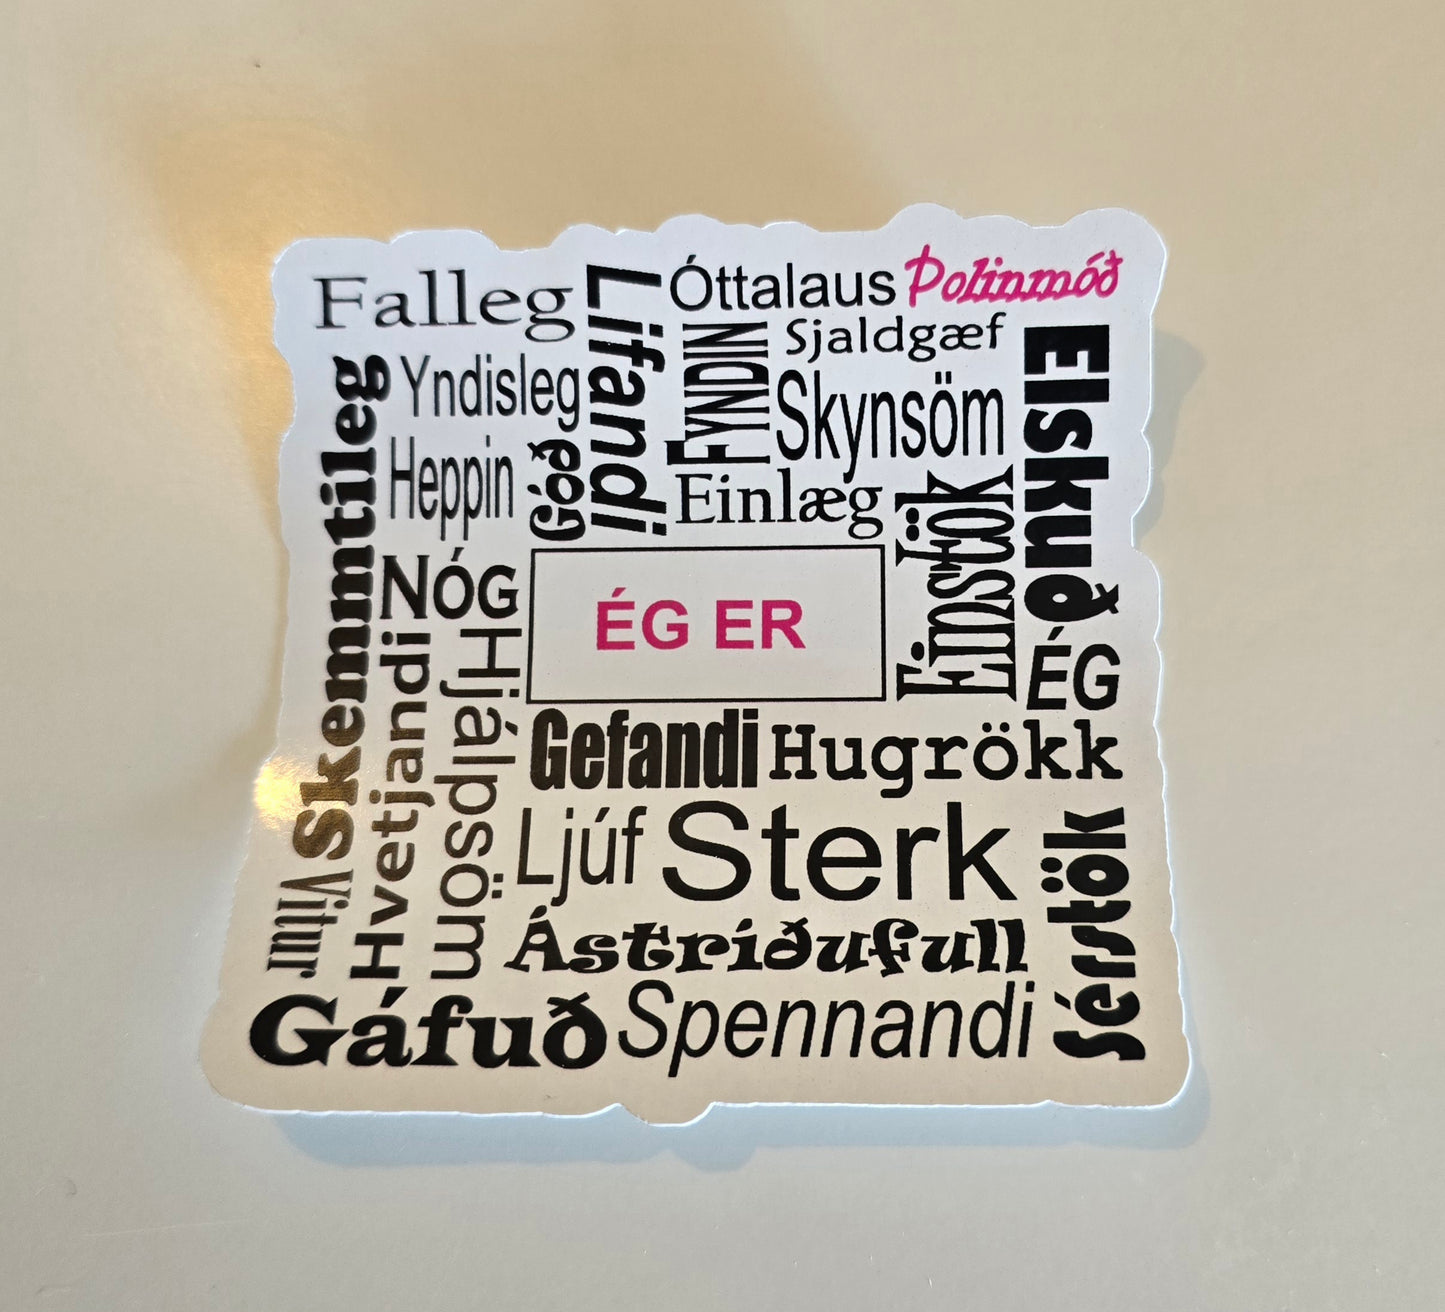 Falleg
Lifandi
Óttalaus
Þolinmóð
Yndisleg
FYNDIN
Sjaldgæf
Elskuð
Skemmtileg
Heppin
Góð
Skynsöm
Einlæg
Einstök
NÓG
ÉG ER
ÉG
Hvetjandi
Hjálpsöm
Gefandi
Hugrökk
Ljúf
Sterk
Sérstök
Vitur
Ástríðufull
Gáfuð
Spennandi